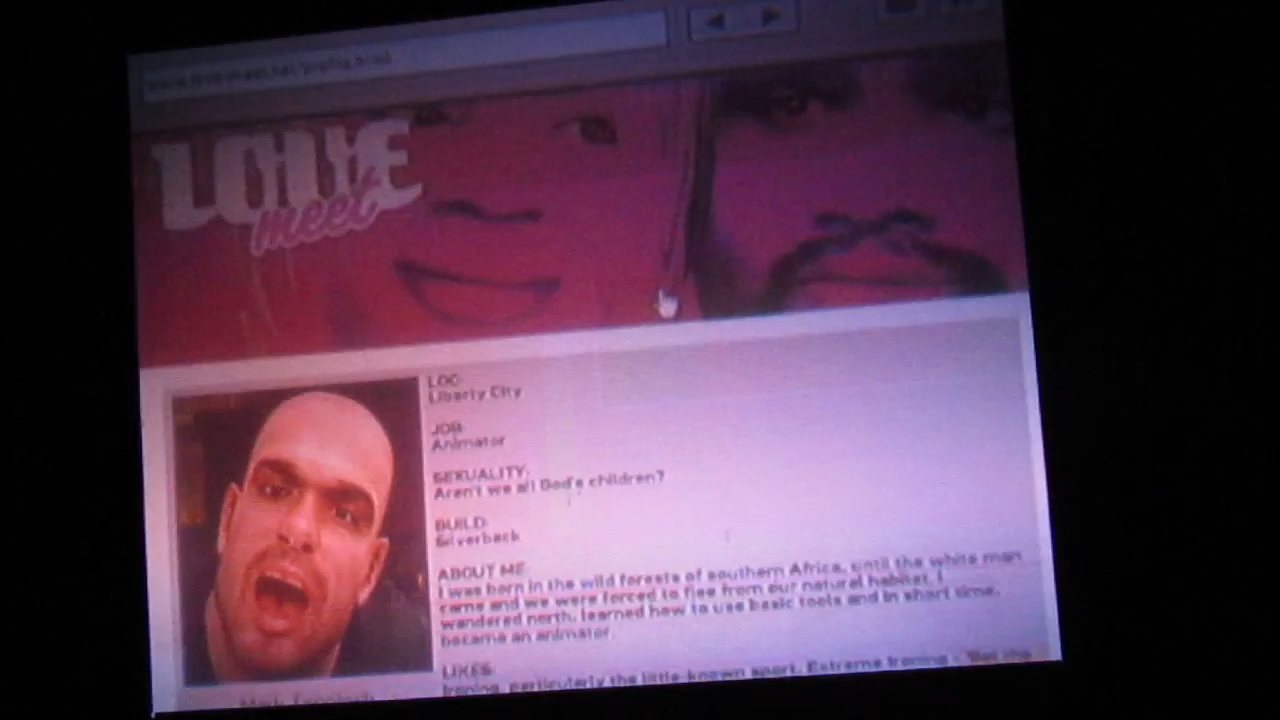 LOVE
meet
LOC:
Liberty City
JOB:
Animator
SEXUALITY:
Aren't we all God's children?
BUILD:
Silverback
ABOUT ME:
I was born in the wild forests of southern Africa, until the white man
came and we were forced to flee from our natural habitat. I
wandered north, learned how to use basic tools and in short time,
became an animator.
LIKES:
Ironing, particularly the little-known sport, Extreme Ironing -